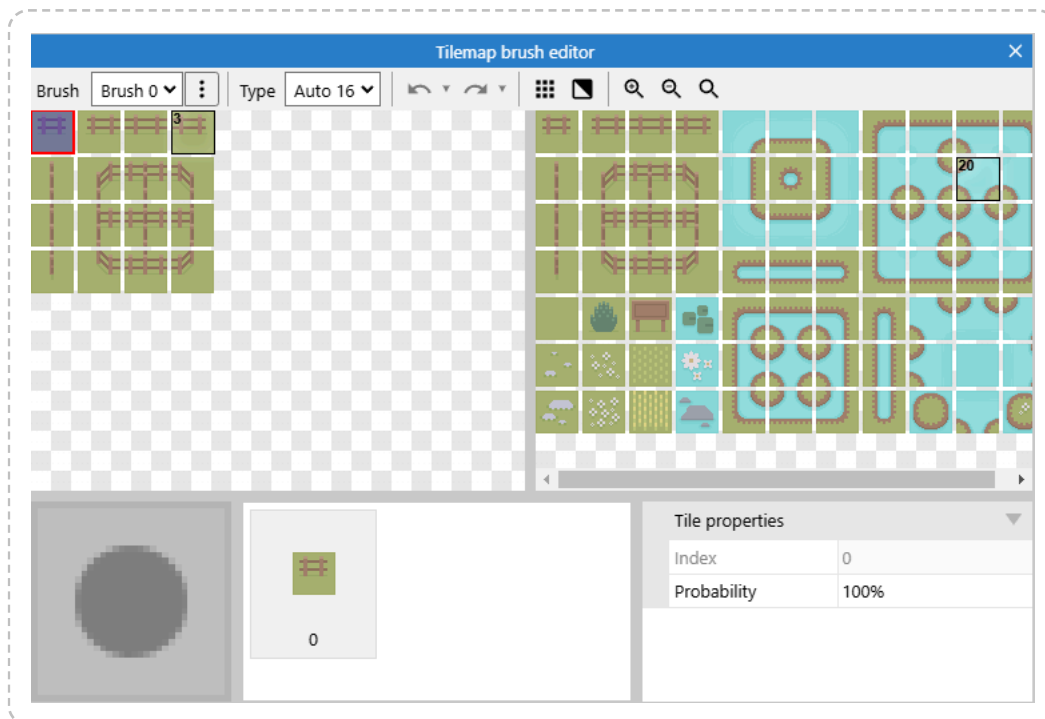 Tilemap brush editor
Brush Brush 0 Type Auto 16
3
20
Tile properties
Index 0
Probability 100%
0